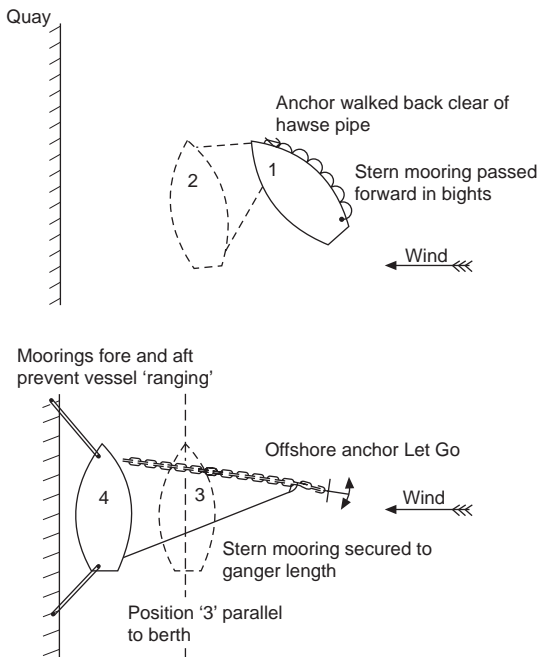 Quay
Anchor walked back clear of
hawse pipe
1
2
Stern mooring passed
forward in bights
Wind
Moorings fore and aft
prevent vessel ‘ranging’
Offshore anchor Let Go
4
3
Wind
Stern mooring secured to
ganger length
Position ‘3’ parallel
to berth